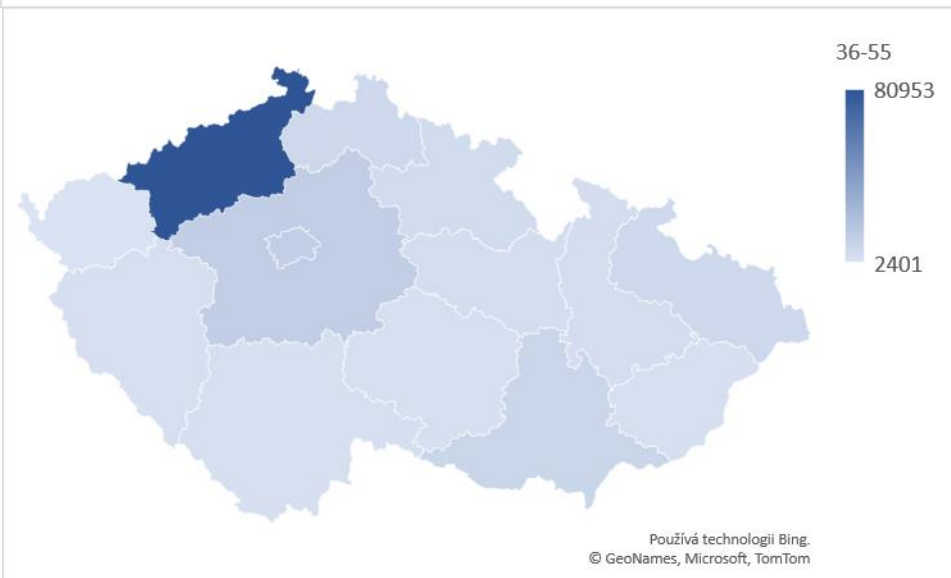 36-55
80953
2401
Používá technologii Bing.
© GeoNames, Microsoft, TomTom